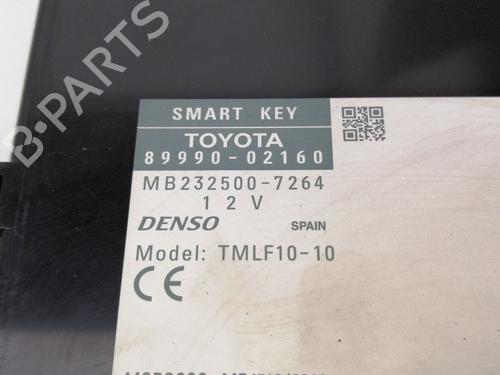 B-PARTS
SMART KEY
TOYOTA
89990-02160
MB232500-7264
12V
DENSO SPAIN
Model: TMLF10-10
CE